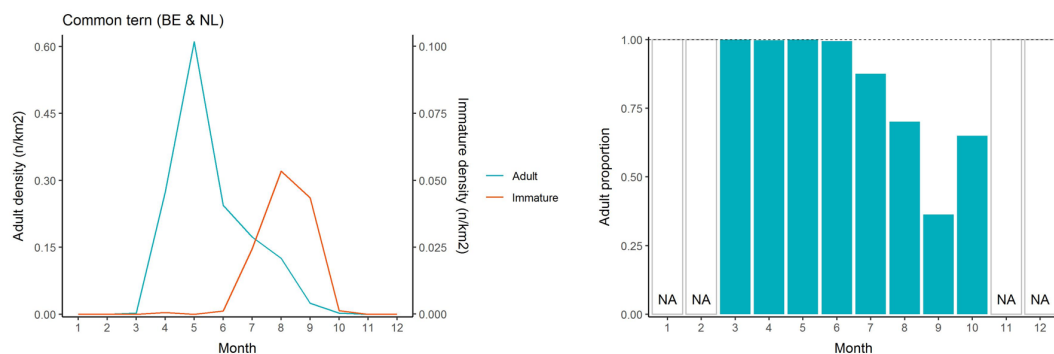 Common tern (BE & NL)
0.60
0.45
0.30
0.15
0.00
Adult density (n/km2)
1 2 3 4 5 6 7 8 9 10 11 12
Month
0.100
0.075
0.050
0.025
0.000
Immature density (n/km2)
Adult
Immature
1.00
0.75
0.50
0.25
0.00
Adult proportion
NA NA NA NA
1 2 3 4 5 6 7 8 9 10 11 12
Month